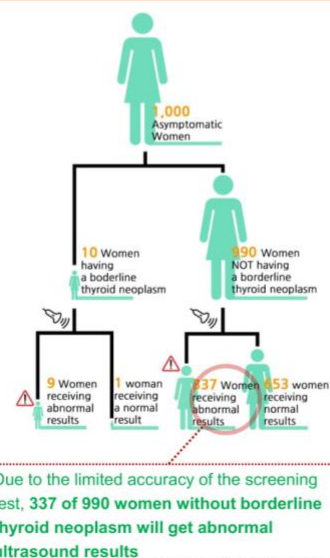 1,000
Asymptomatic
Women
10 Women
having
a boderline
thyroid neoplasm
990 Women
NOT having
a borderline
thyroid neoplasm
9 Women
receiving
abnormal
results
1 woman
receiving
a normal
result
337 Women
receiving
abnormal
results
653 women
receiving
normal
results
Due to the limited accuracy of the screening
test, 337 of 990 women without borderline
thyroid neoplasm will get abnormal
ultrasound results